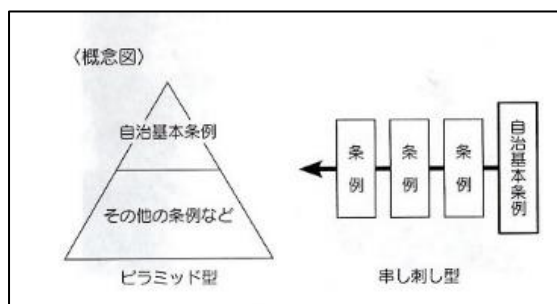 〈概念図〉
自治基本条例
その他の条例など
ピラミッド型
条例
条例
条例
自治基本条例
串し刺し型